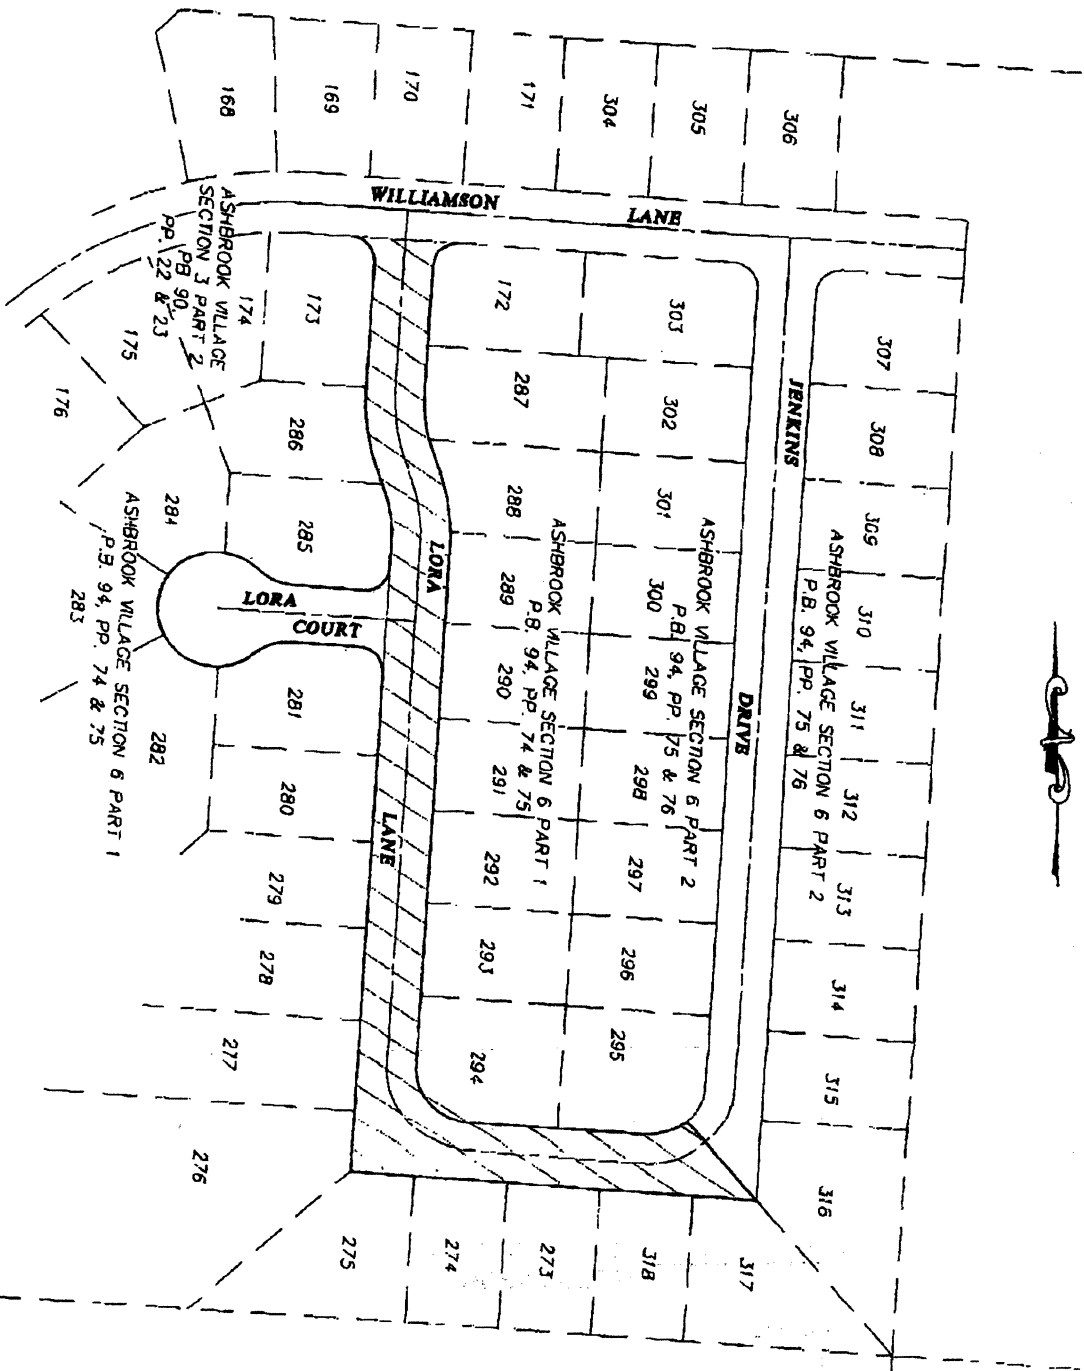 168
169
170
171
304
305
306
WILLIAMSON LANE
ASHBROOK VILLAGE
SECTION 3 PART 2
PB 90
PP. 22 & 23
173
174
175
176
172
303
307
JENKINS
DRIVE
287
302
308
286
288
301
309
284
285
LORA
LANE
289
300
310
LORA
COURT
ASHBROOK VILLAGE SECTION 6 PART 1
P.B. 94, PP. 74 & 75
283
ASHBROOK VILLAGE SECTION 6 PART 1
P.B. 94, PP. 74 & 75
ASHBROOK VILLAGE SECTION 6 PART 2
P.B. 94, PP. 75 & 76
ASHBROOK VILLAGE SECTION 6 PART 2
P.B. 94, PP. 75 & 76
281
290
299
311
282
280
291
298
312
279
292
297
313
278
293
296
314
277
294
295
315
276
316
275
274
273
318
317